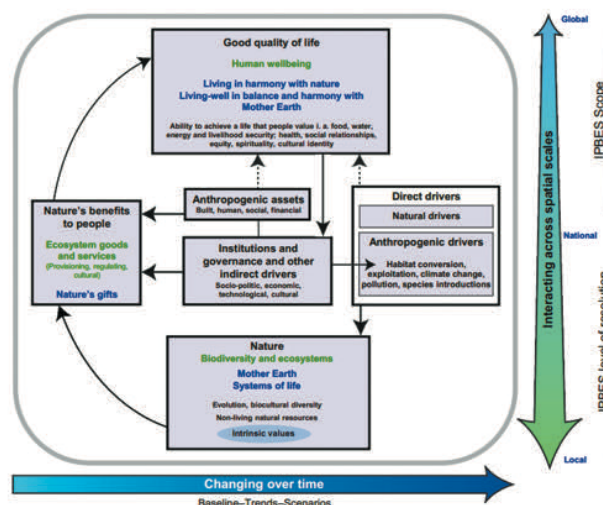 Good quality of life
Human wellbeing
Living in harmony with nature
Living-well in balance and harmony with
Mother Earth
Ability to achieve a life that people value i. a. food, water,
energy and livelihood security; health, social relationships,
equity, spirituality, cultural identity
Nature's benefits
to people
Ecosystem goods
and services
(Provisioning, regulating,
cultural)
Nature's gifts
Anthropogenic assets
Built, human, social, financial
Institutions and
governance and other
indirect drivers
Socio-politic, economic,
technological, cultural
Direct drivers
Natural drivers
Anthropogenic drivers
Habitat conversion,
exploitation, climate change,
pollution, species introductions
Nature
Biodiversity and ecosystems
Mother Earth
Systems of life
Evolution, biocultural diversity
Non-living natural resources
Intrinsic values
Changing over time
Baseline–Trends–Scenarios
Global
National
Local
Interacting across spatial scales
IPBES Scope
IPBES level of resolution